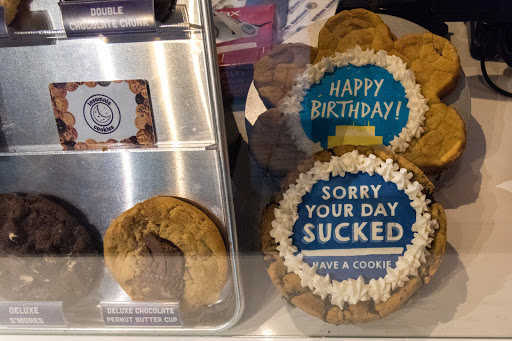 DOUBLE
CHOCOLATE CHUNK
insomnia
cookies
HAPPY
BIRTHDAY!
SORRY
YOUR DAY
SUCKED
HAVE A COOKIE
DELUXE
S'MORES
DELUXE CHOCOLATE
PEANUT BUTTER CUP